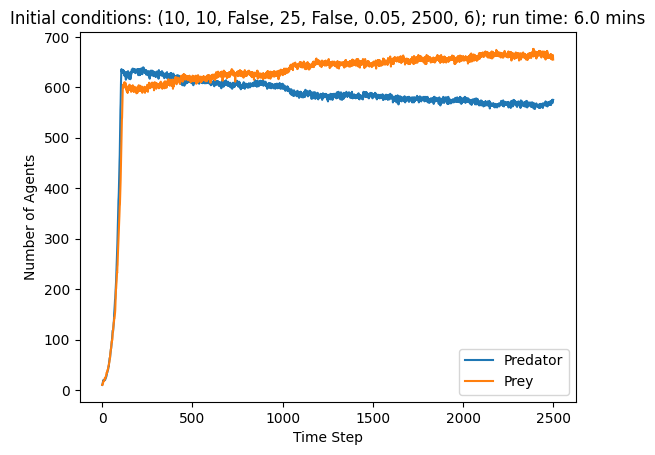 Initial conditions: (10, 10, False, 25, False, 0.05, 2500, 6); run time: 6.0 mins
700
600
500
400
300
200
100
0
Number of Agents
Predator
Prey
0 500 1000 1500 2000 2500
Time Step